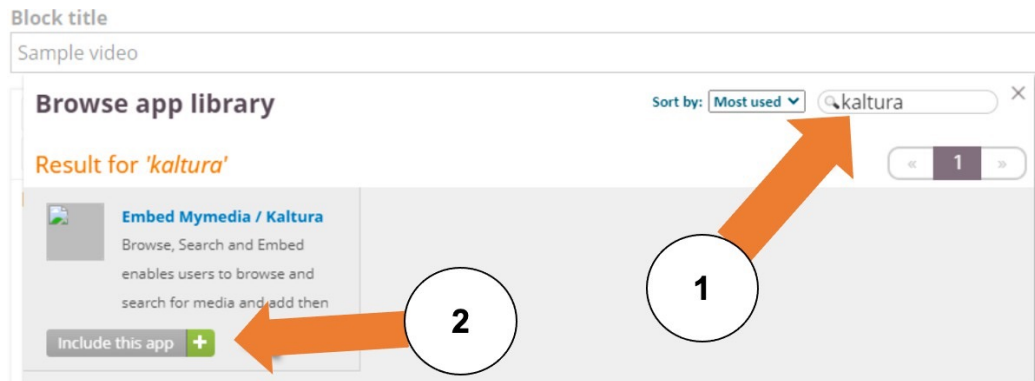 Block title
Sample video
Browse app library
Sort by: Most used kaltura ×
Result for 'kaltura'
« 1 »
Embed Mymedia / Kaltura
Browse, Search and Embed
enables users to browse and
search for media and add then
1
2
Include this app +